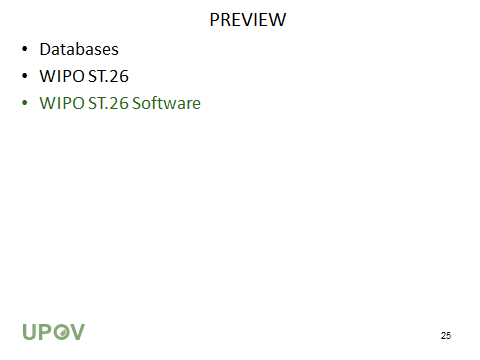 PREVIEW
• Databases
• WIPO ST.26
• WIPO ST.26 Software
UPOV
25